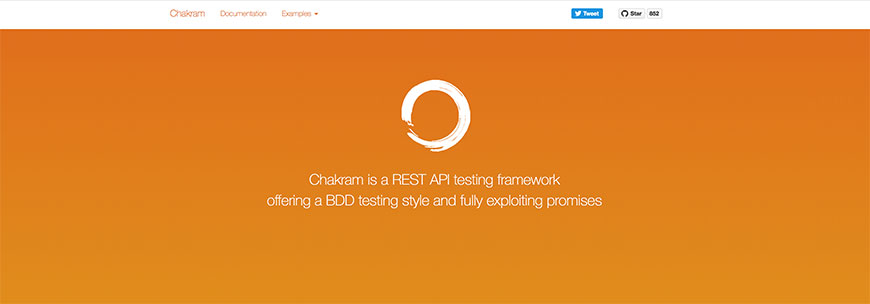 Chakram Documentation Examples Tweet Star 852
Chakram is a REST API testing framework
offering a BDD testing style and fully exploiting promises